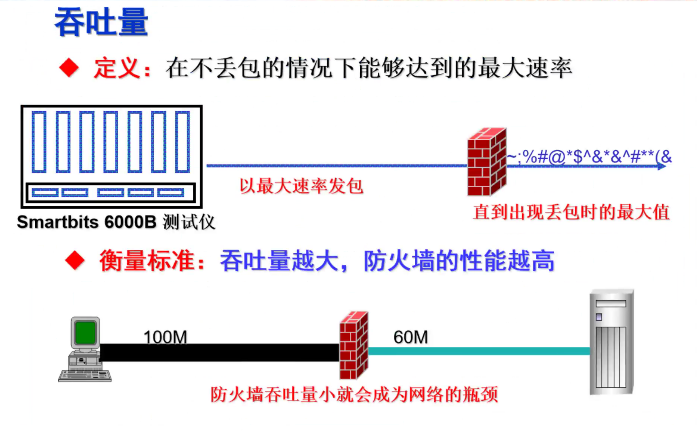 吞吐量
◆ 定义：在不丢包的情况下能够达到的最大速率
~;%#@*$^&*&^#**(&
以最大速率发包
直到出现丢包时的最大值
Smartbits 6000B 测试仪
◆ 衡量标准：吞吐量越大，防火墙的性能越高
100M
60M
防火墙吞吐量小就会成为网络的瓶颈